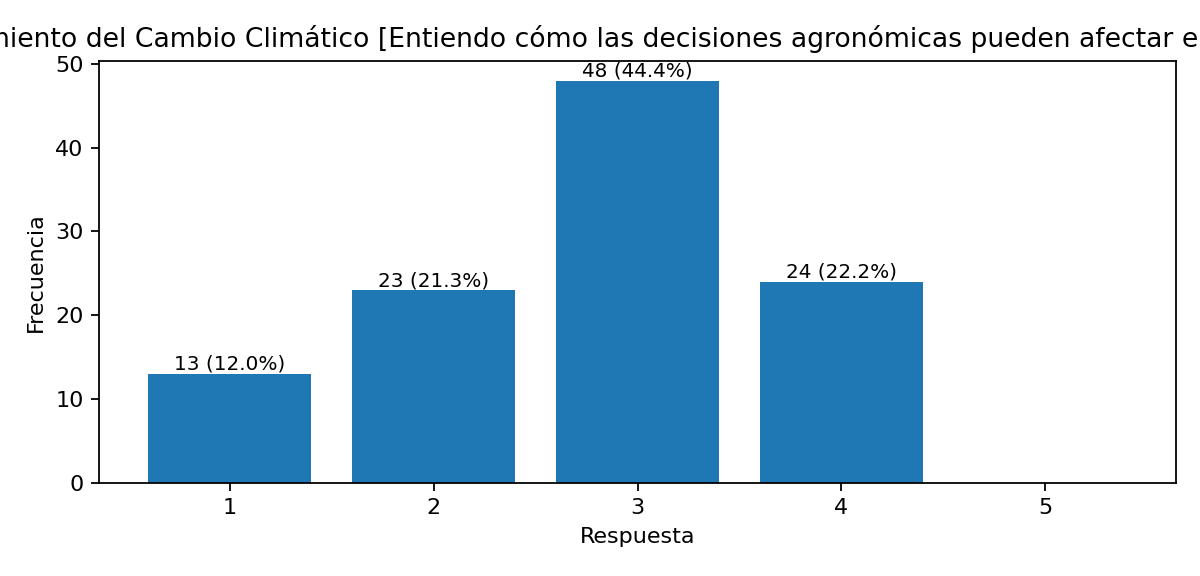 miento del Cambio Climático [Entiendo cómo las decisiones agronómicas pueden afectar e
50
48 (44.4%)
40
30
Frecuencia
24 (22.2%)
23 (21.3%)
20
13 (12.0%)
10
0
1 2 3 4 5
Respuesta